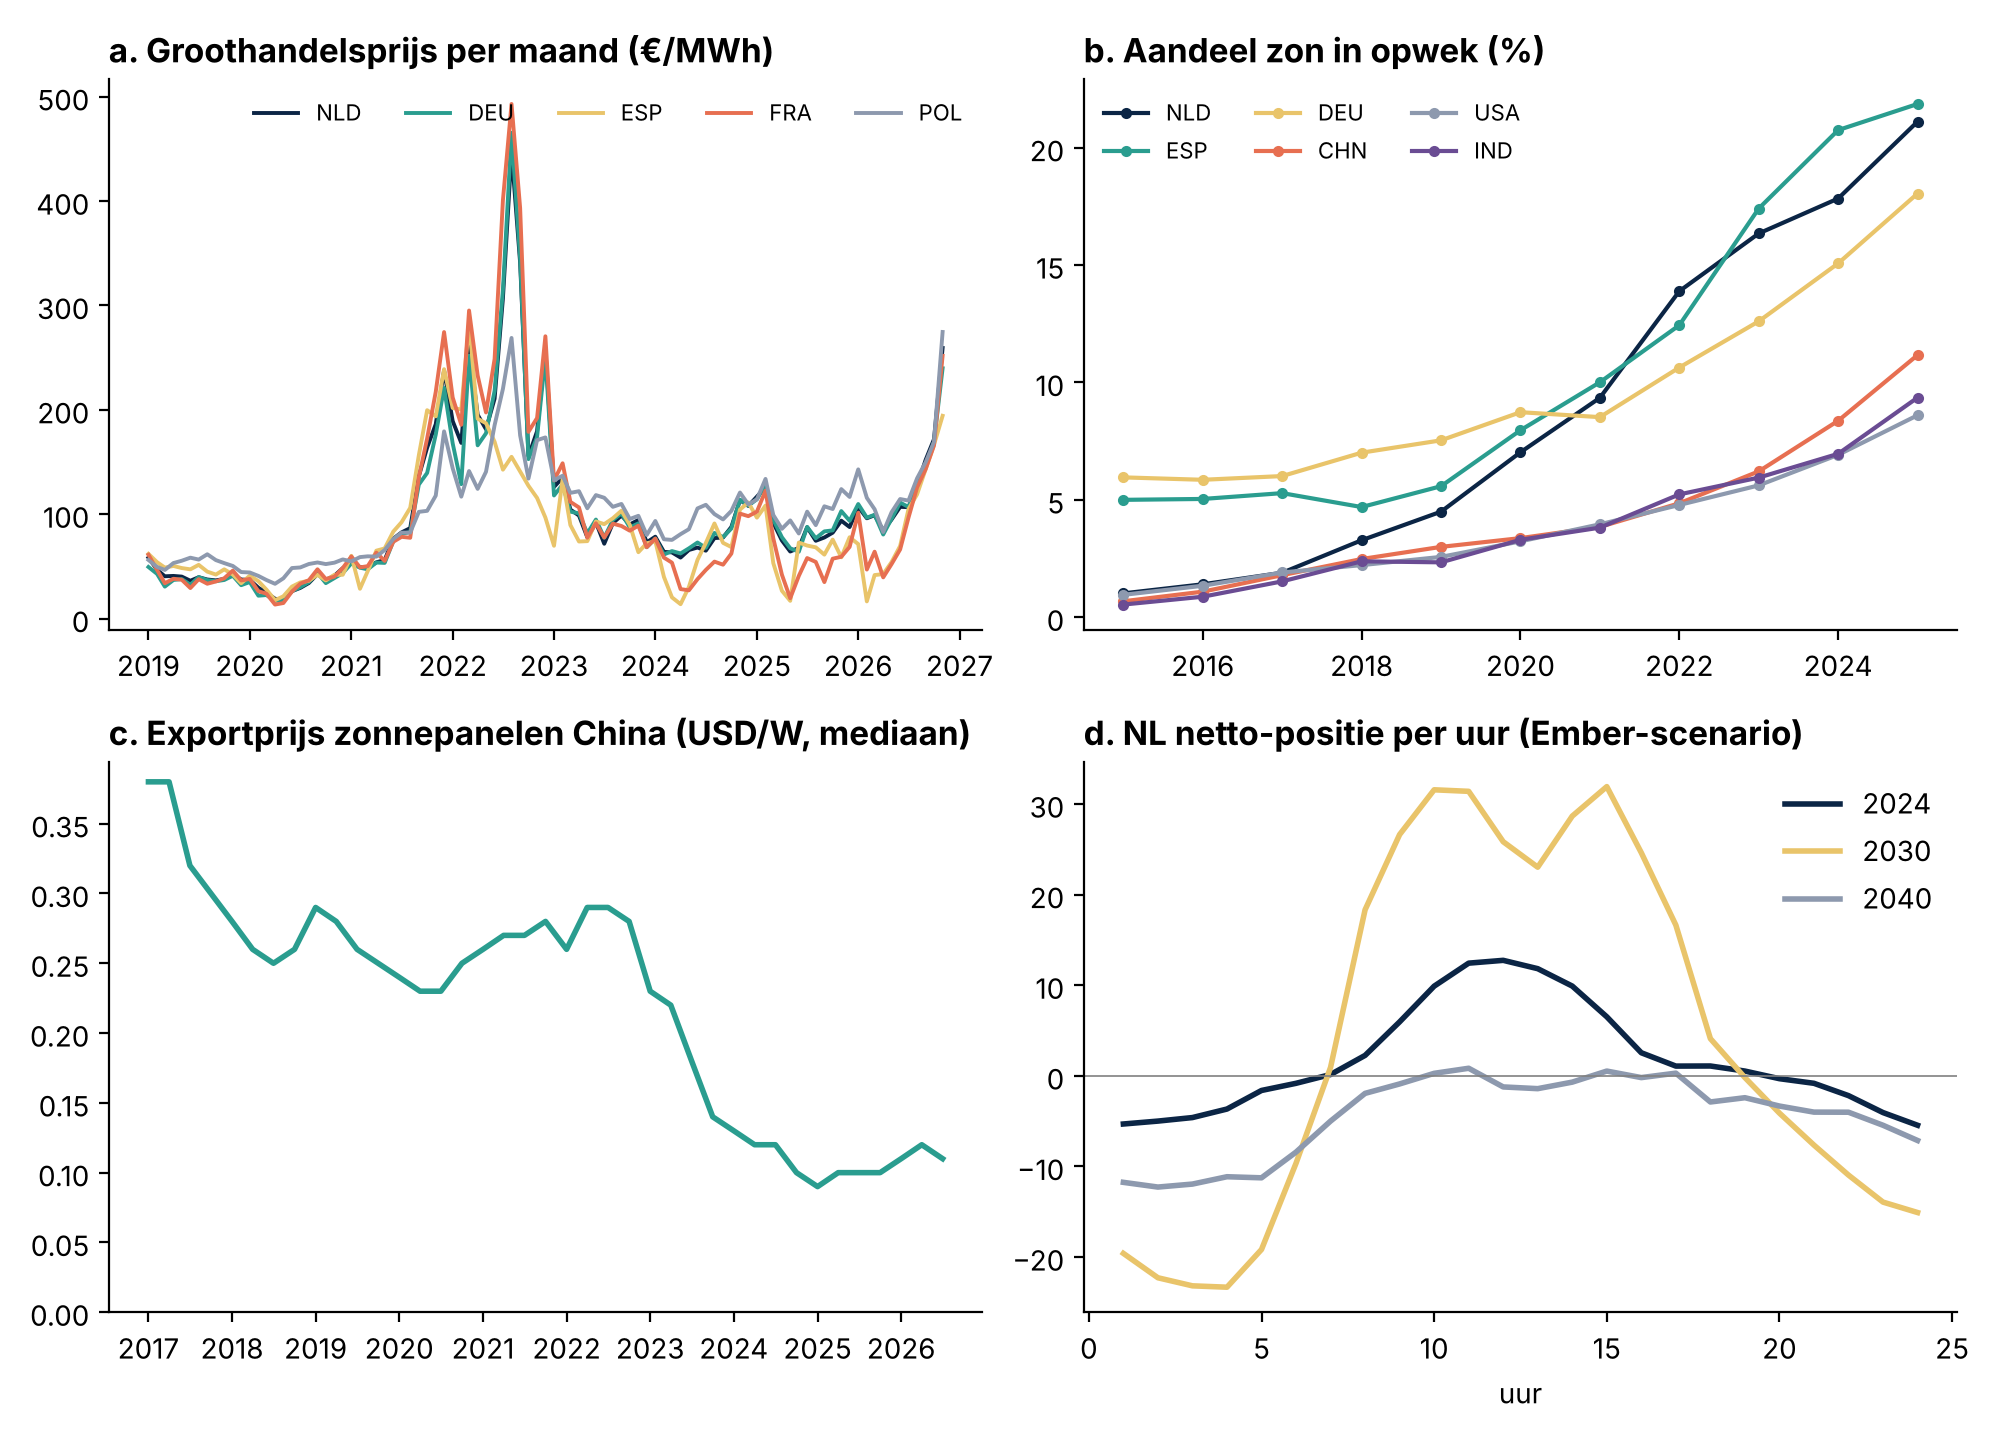 a. Groothandelsprijs per maand (€/MWh)
NLD DEU ESP FRA POL
500
400
300
200
100
0
2019 2020 2021 2022 2023 2024 2025 2026 2027
b. Aandeel zon in opwek (%)
NLD DEU USA
ESP CHN IND
20
15
10
5
0
2016 2018 2020 2022 2024
c. Exportprijs zonnepanelen China (USD/W, mediaan)
0.35
0.30
0.25
0.20
0.15
0.10
0.05
0.00
2017 2018 2019 2020 2021 2022 2023 2024 2025 2026
d. NL netto-positie per uur (Ember-scenario)
2024
2030
2040
30
20
10
0
−10
−20
0 5 10 15 20 25
uur